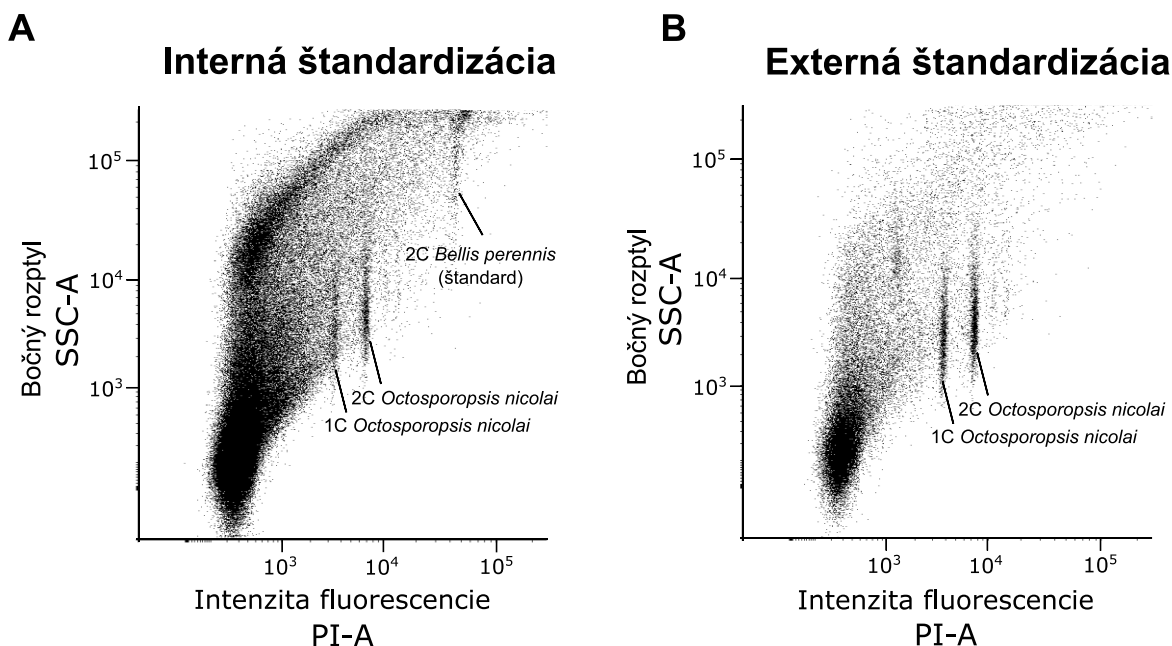 A
Interná štandardizácia
10⁵
10⁴
10³
Bočný rozptyl
SSC-A
2C Bellis perennis
(štandard)
2C Octosporopsis nicolai
1C Octosporopsis nicolai
10³ 10⁴ 10⁵
Intenzita fluorescencie
PI-A
B
Externá štandardizácia
10⁵
10⁴
10³
Bočný rozptyl
SSC-A
2C Octosporopsis nicolai
1C Octosporopsis nicolai
10³ 10⁴ 10⁵
Intenzita fluorescencie
PI-A